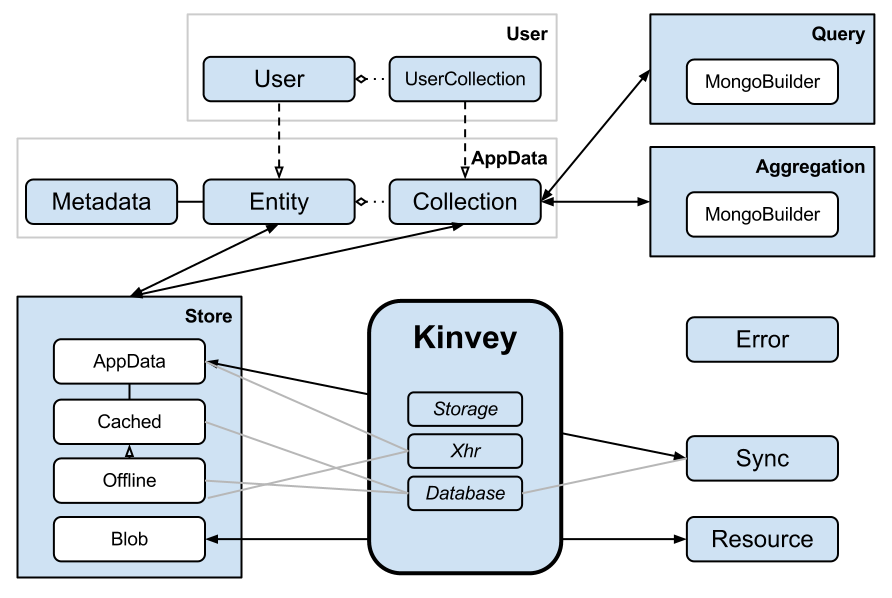 User
User
UserCollection
Query
MongoBuilder
AppData
Metadata
Entity
Collection
Aggregation
MongoBuilder
Store
AppData
Cached
Offline
Blob
Kinvey
Storage
Xhr
Database
Error
Sync
Resource